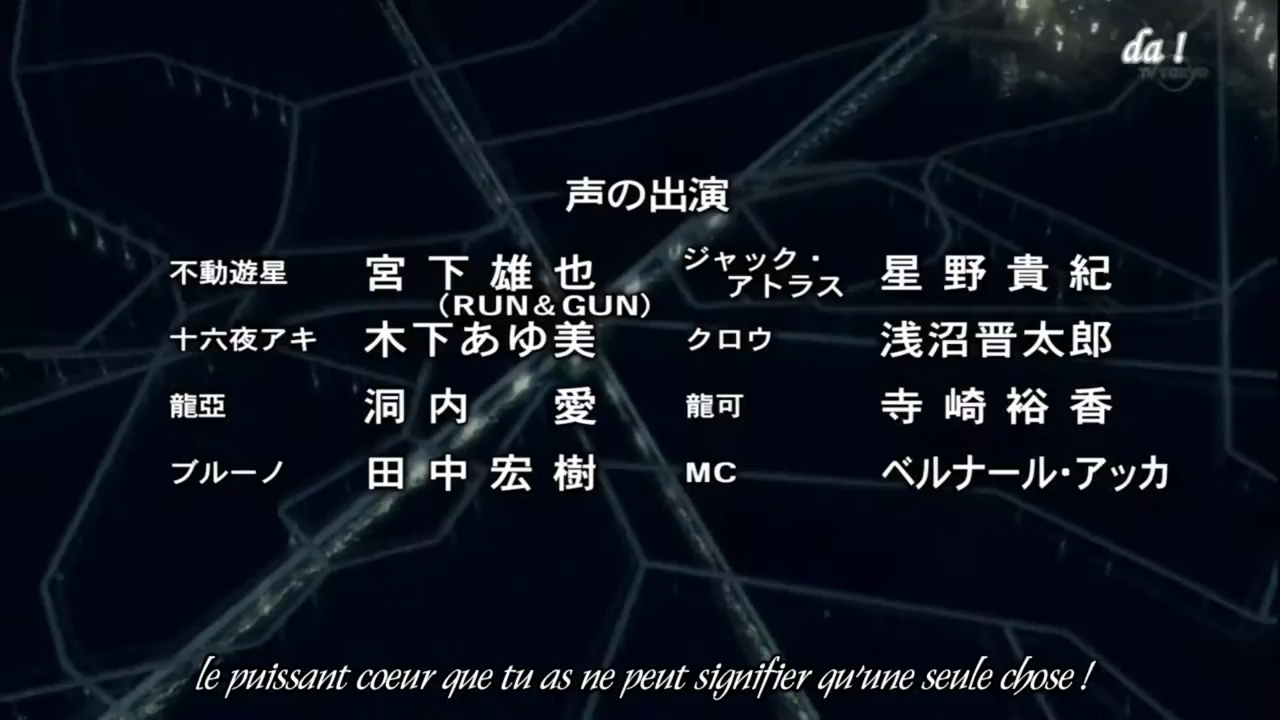 da !
TV TOKYO
声の出演
不動遊星 宮下雄也 ジャック・アトラス 星野貴紀
(RUN&GUN)
十六夜アキ 木下あゆ美 クロウ 浅沼晋太郎
龍亞 洞内愛 龍可 寺崎裕香
ブルーノ 田中宏樹 MC ベルナール・アッカ
le puissant coeur que tu as ne peut signifier qu'une seule chose !